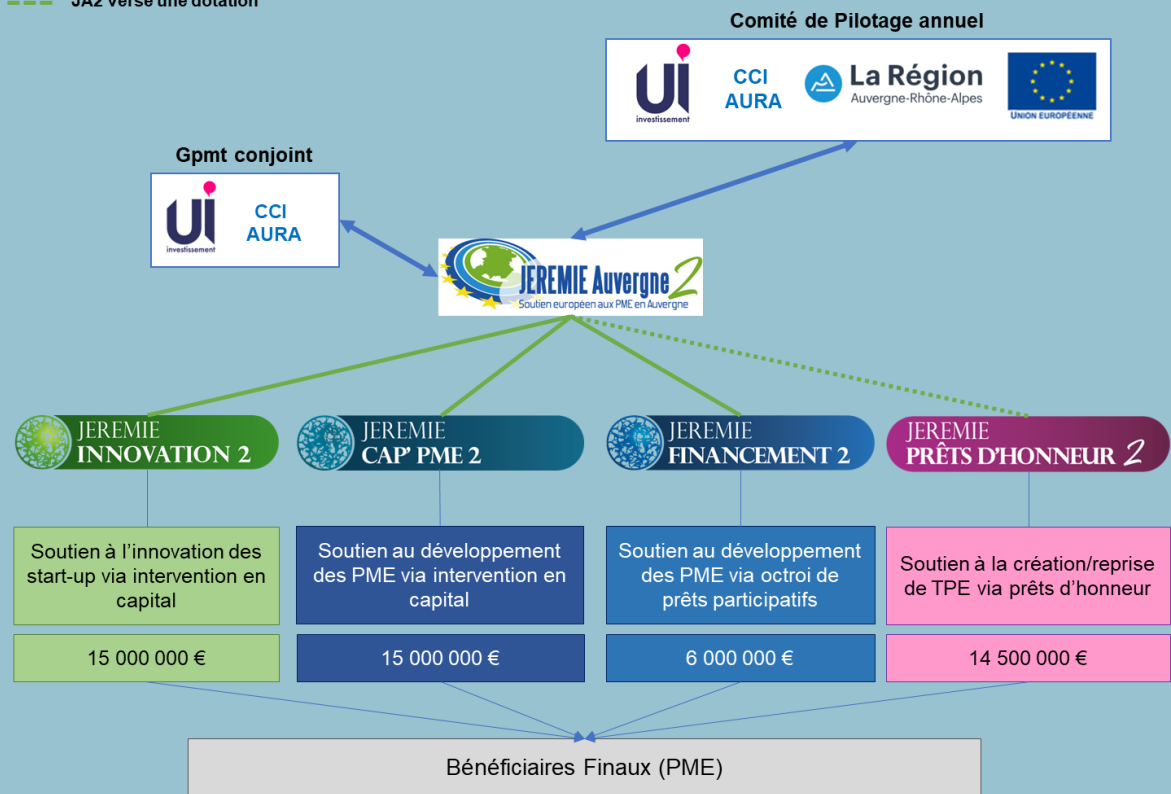 JA2 verse une dotation
Comité de Pilotage annuel
Ui
investissement
CCI
AURA
La Région
Auvergne-Rhône-Alpes
UNION EUROPÉENNE
Gpmt conjoint
Ui
investissement
CCI
AURA
JEREMIE Auvergne 2
Soutien européen aux PME en Auvergne
JEREMIE
INNOVATION 2
JEREMIE
CAP' PME 2
JEREMIE
FINANCEMENT 2
JEREMIE
PRÊTS D'HONNEUR 2
Soutien à l'innovation des
start-up via intervention en
capital
Soutien au développement
des PME via intervention en
capital
Soutien au développement
des PME via octroi de
prêts participatifs
Soutien à la création/reprise
de TPE via prêts d'honneur
15 000 000 €
15 000 000 €
6 000 000 €
14 500 000 €
Bénéficiaires Finaux (PME)